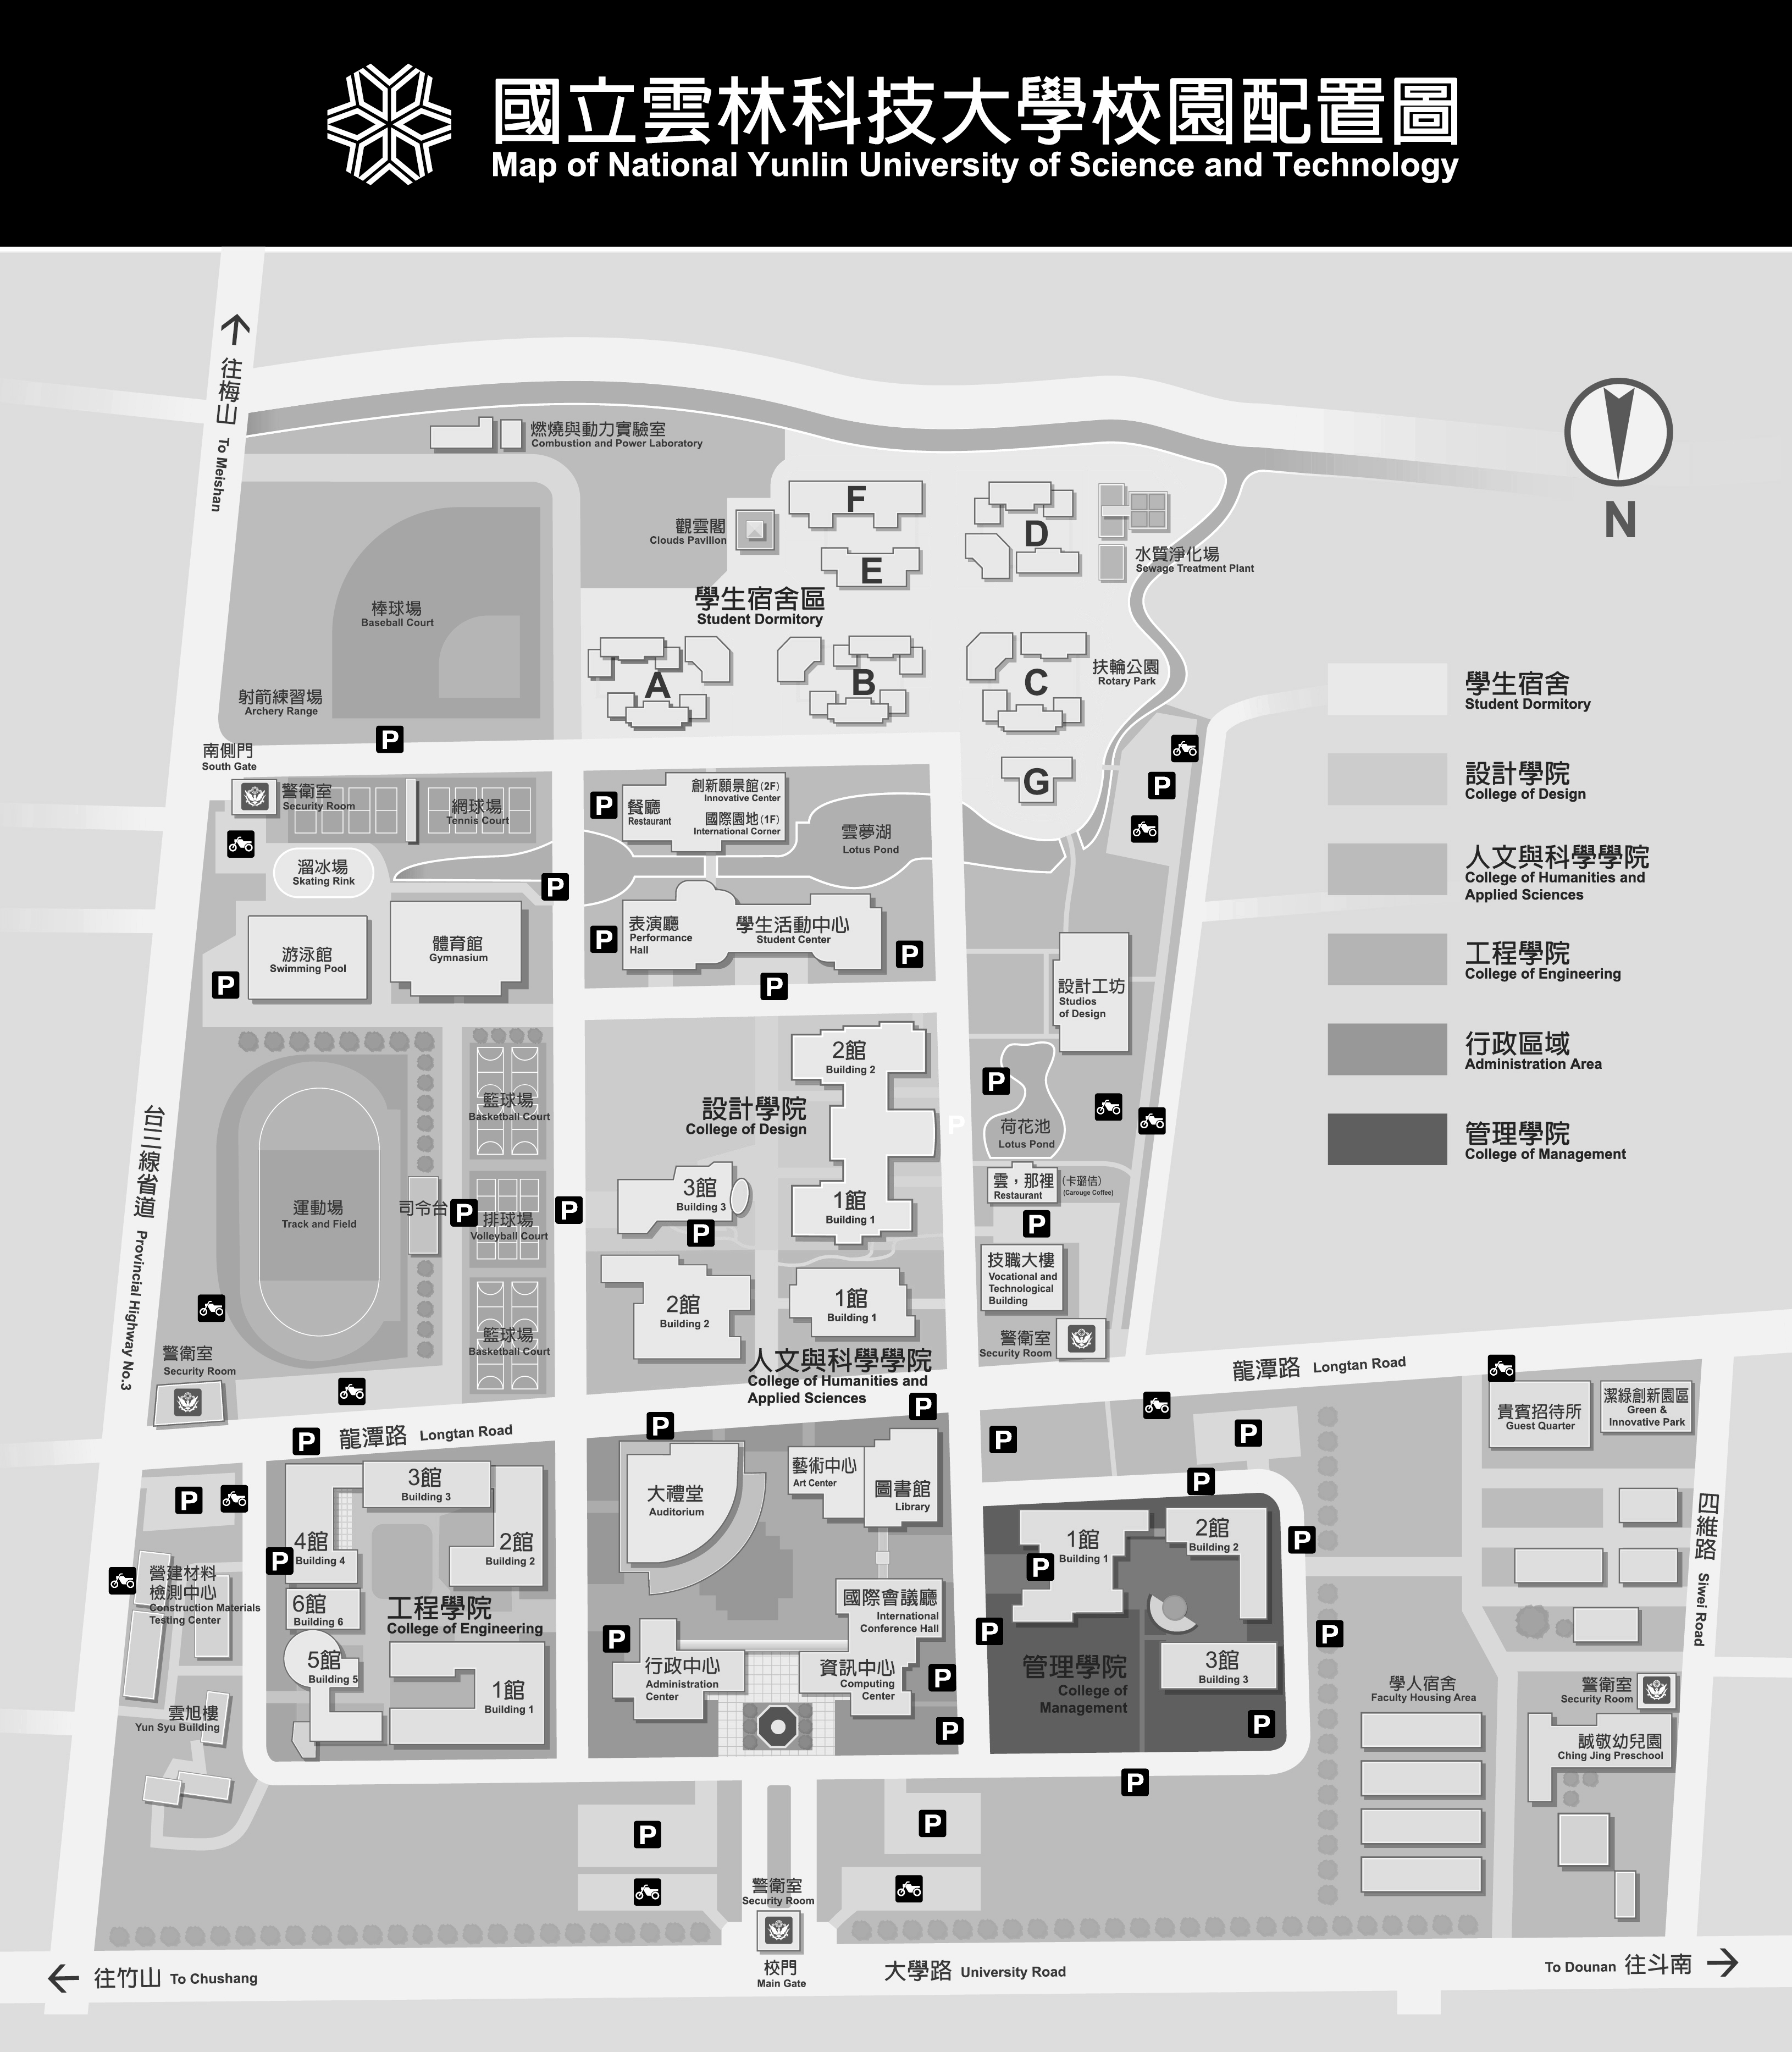 國立雲林科技大學校園配置圖
Map of National Yunlin University of Science and Technology
往梅山
To Meishan
燃燒與動力實驗室
Combustion and Power Laboratory
N
觀雲閣
Clouds Pavilion
F
E
D
水質淨化場
Sewage Treatment Plant
棒球場
Baseball Court
學生宿舍區
Student Dormitory
A
B
C
扶輪公園
Rotary Park
射箭練習場
Archery Range
P
南側門
South Gate
警衛室
Security Room
網球場
Tennis Court
P
餐廳
Restaurant
創新願景館(2F)
Innovative Center
國際園地(1F)
International Corner
雲夢湖
Lotus Pond
G
P
溜冰場
Skating Rink
P
游泳館
Swimming Pool
體育館
Gymnasium
P
P
表演廳
Performance
Hall
學生活動中心
Student Center
P
P
設計工坊
Studios
of Design
學生宿舍
Student Dormitory
設計學院
College of Design
人文與科學學院
College of Humanities and
Applied Sciences
工程學院
College of Engineering
行政區域
Administration Area
管理學院
College of Management
台三線省道
Provincial Highway No.3
籃球場
Basketball Court
2館
Building 2
設計學院
College of Design
P
P
荷花池
Lotus Pond
運動場
Track and Field
司令台
P
排球場
Volleyball Court
P
3館
Building 3
P
1館
Building 1
雲，那裡
Restaurant
(卡璐佶)
(Carouge Coffee)
P
技職大樓
Vocational and
Technological
Building
2館
Building 2
1館
Building 1
籃球場
Basketball Court
警衛室
Security Room
警衛室
Security Room
人文與科學學院
College of Humanities and
Applied Sciences
龍潭路 Longtan Road
P
龍潭路 Longtan Road
P
P
P
P
貴賓招待所
Guest Quarter
潔綠創新園區
Green &
Innovative Park
P
3館
Building 3
4館
Building 4
P
2館
Building 2
大禮堂
Auditorium
藝術中心
Art Center
圖書館
Library
P
1館
Building 1
P
2館
Building 2
P
四維路
Siwei Road
營建材料
檢測中心
Construction Materials
Testing Center
6館
Building 6
工程學院
College of Engineering
國際會議廳
International
Conference Hall
P
P
P
5館
Building 5
1館
Building 1
行政中心
Administration
Center
資訊中心
Computing
Center
P
P
管理學院
College of
Management
3館
Building 3
P
學人宿舍
Faculty Housing Area
警衛室
Security Room
誠敬幼兒園
Ching Jing Preschool
雲旭樓
Yun Syu Building
P
P
P
警衛室
Security Room
校門
Main Gate
往竹山 To Chushang
大學路 University Road
To Dounan 往斗南